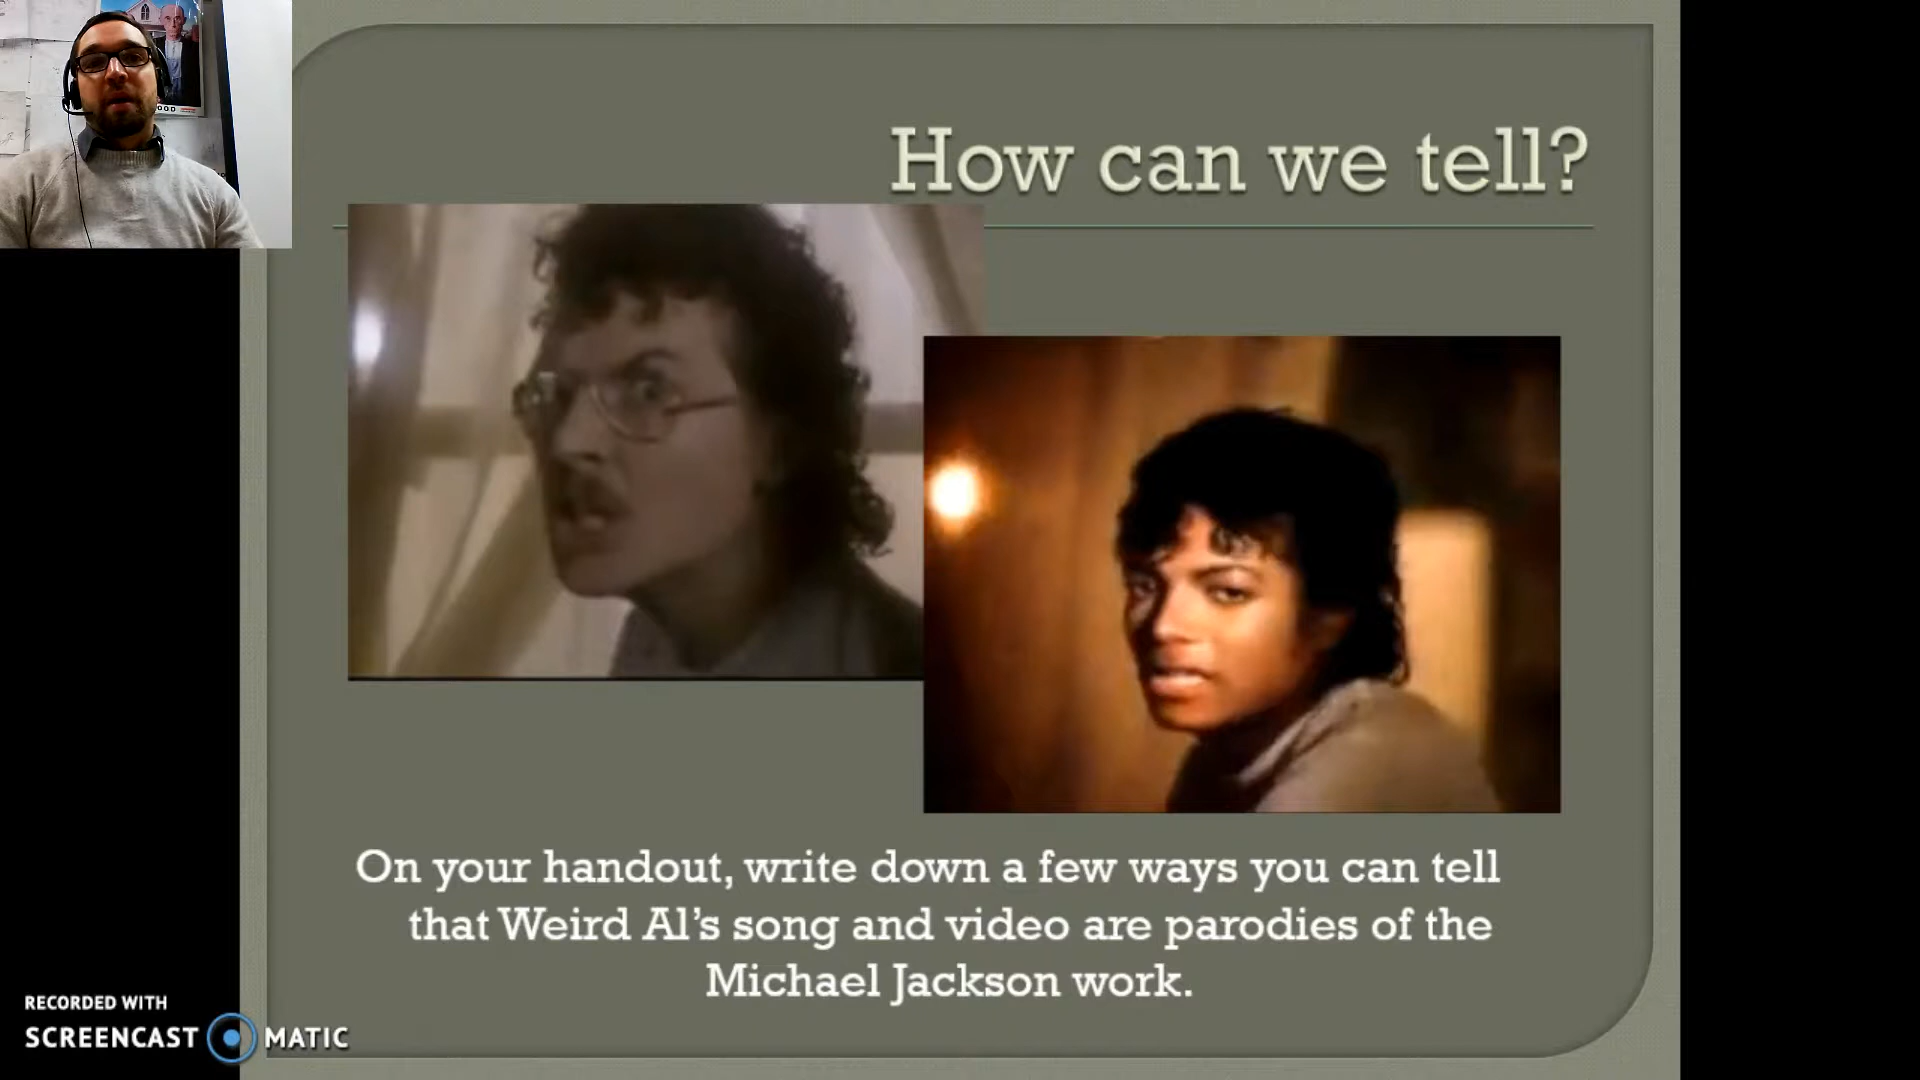 OOD
How can we tell?
On your handout, write down a few ways you can tell
that Weird Al's song and video are parodies of the
Michael Jackson work.
RECORDED WITH
SCREENCAST MATIC